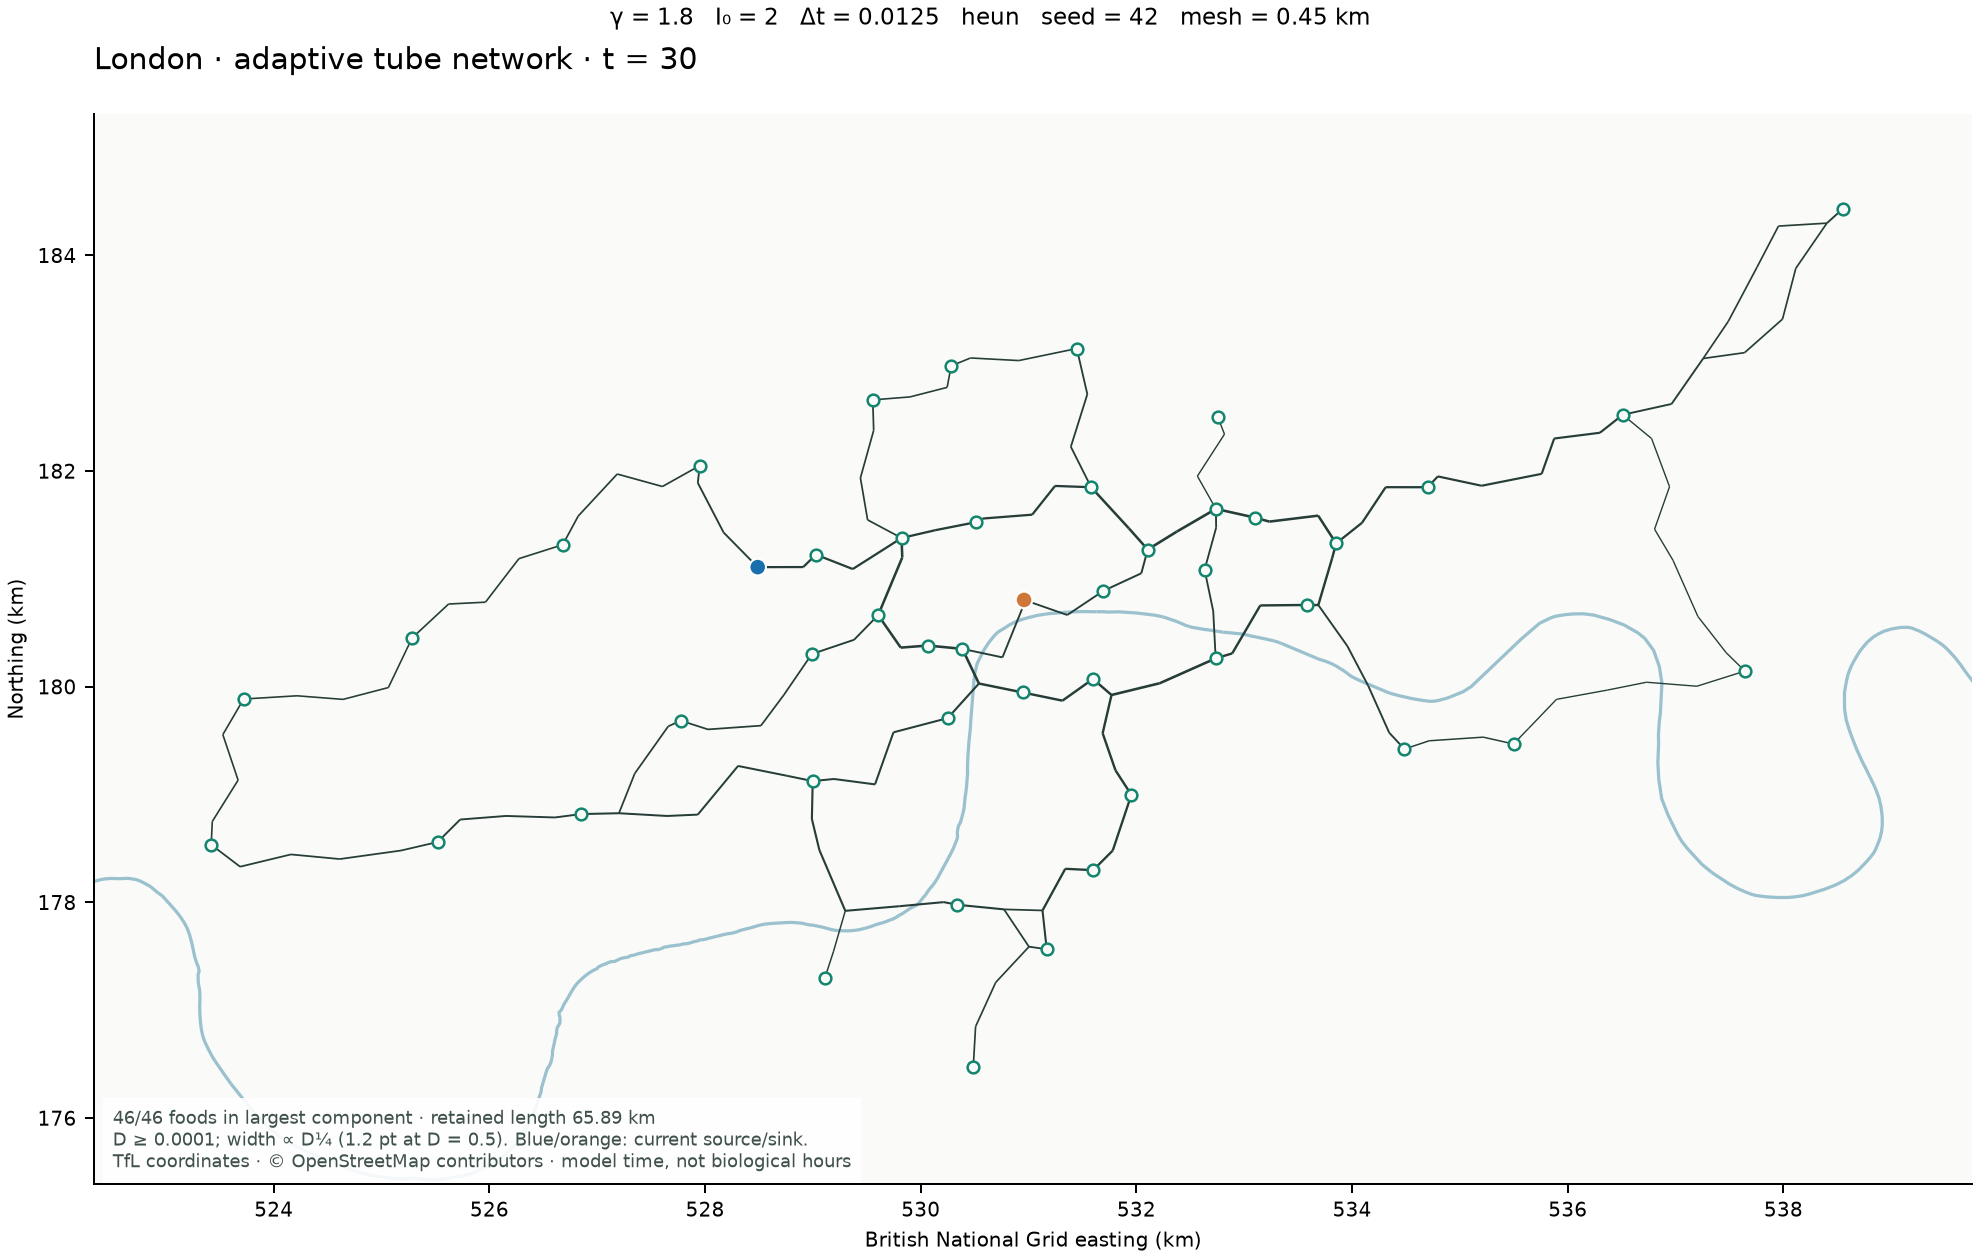 γ = 1.8   I₀ = 2   Δt = 0.0125   heun   seed = 42   mesh = 0.45 km
London · adaptive tube network · t = 30
Northing (km)
184
182
180
178
176
46/46 foods in largest component · retained length 65.89 km
D ≥ 0.0001; width ∝ D¼ (1.2 pt at D = 0.5). Blue/orange: current source/sink.
TfL coordinates · © OpenStreetMap contributors · model time, not biological hours
524 526 528 530 532 534 536 538
British National Grid easting (km)